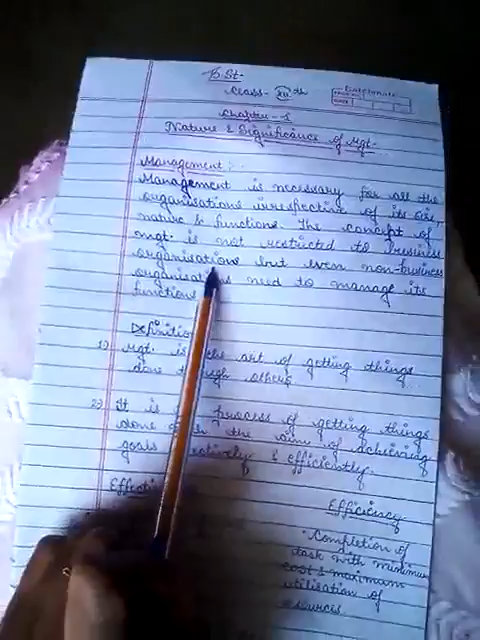 B.St.
Class- XII th
Chapter-1
Nature & Significance of Mgt.
Management :-
Management is necessary for all the
organisations irrespective of its size,
nature & functions. The concept of
mgt. is not restricted to business
organisations but even non-business
organisations need to manage its
functions
Definition
1) Mgt. is the art of getting things
done through others.
2) It is process of getting things
done the aim of achieving
goals & efficiently.
Efficiency
Completion of
task with minimum
cost & maximum
utilisation of
resources